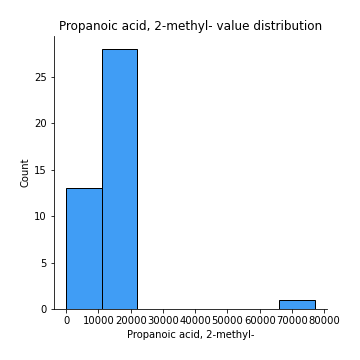 Propanoic acid, 2-methyl- value distribution
25
20
15
10
5
0
Count
0 10000 20000 30000 40000 50000 60000 70000 80000
Propanoic acid, 2-methyl-